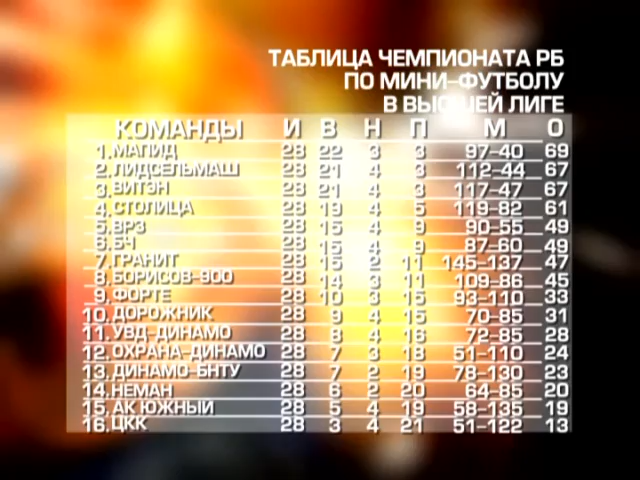 ТАБЛИЦА ЧЕМПИОНАТА РБ
ПО МИНИ-ФУТБОЛУ
В ВЫСШЕЙ ЛИГЕ
КОМАНДЫ И В Н П М О
1. МАПИД 28 22 3 3 97-40 69
2. ЛИДСЕЛЬМАШ 28 21 4 3 112-44 67
3. ВИТЭН 28 21 4 3 117-47 67
4. СТОЛИЦА 28 19 4 5 119-82 61
5. ВРЗ 28 15 4 9 90-55 49
6. БЧ 28 15 4 9 87-60 49
7. ГРАНИТ 28 15 2 11 145-137 47
8. БОРИСОВ-900 28 14 3 11 109-86 45
9. ФОРТЕ 28 10 3 15 93-110 33
10. ДОРОЖНИК 28 9 4 15 70-85 31
11. УВД-ДИНАМО 28 8 4 16 72-85 28
12. ОХРАНА-ДИНАМО 28 7 3 18 51-110 24
13. ДИНАМО-БНТУ 28 7 2 19 78-130 23
14. НЕМАН 28 6 2 20 64-85 20
15. АК ЮЖНЫЙ 28 5 4 19 58-135 19
16. ЦКК 28 3 4 21 51-122 13